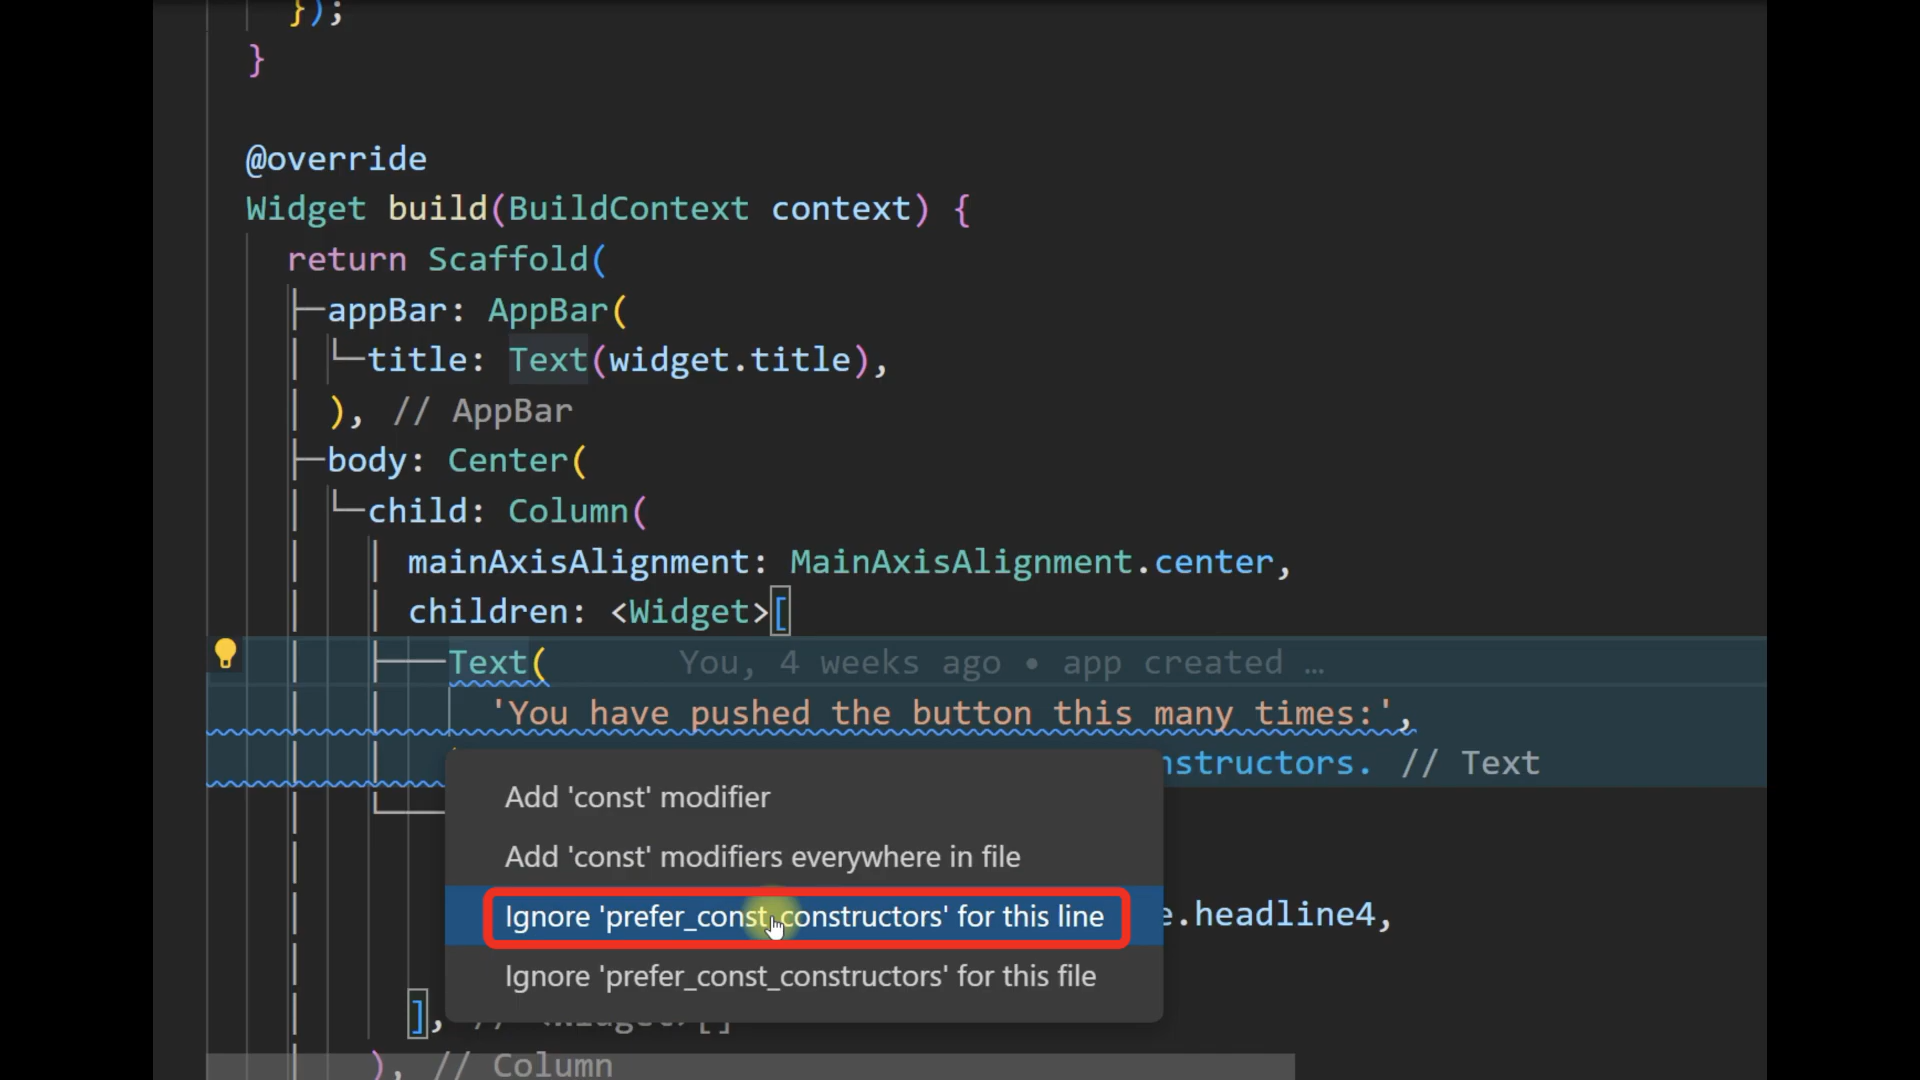 });
}
@override
Widget build(BuildContext context) {
return Scaffold(
appBar: AppBar(
title: Text(widget.title),
), // AppBar
body: Center(
child: Column(
mainAxisAlignment: MainAxisAlignment.center,
children: <Widget>[
Text( You, 4 weeks ago • app created …
'You have pushed the button this many times:',
nstructors. // Text
Add 'const' modifier
Add 'const' modifiers everywhere in file
Ignore 'prefer_const_constructors' for this line
.headline4,
Ignore 'prefer_const_constructors' for this file
], // <Widget>[]
), // Column